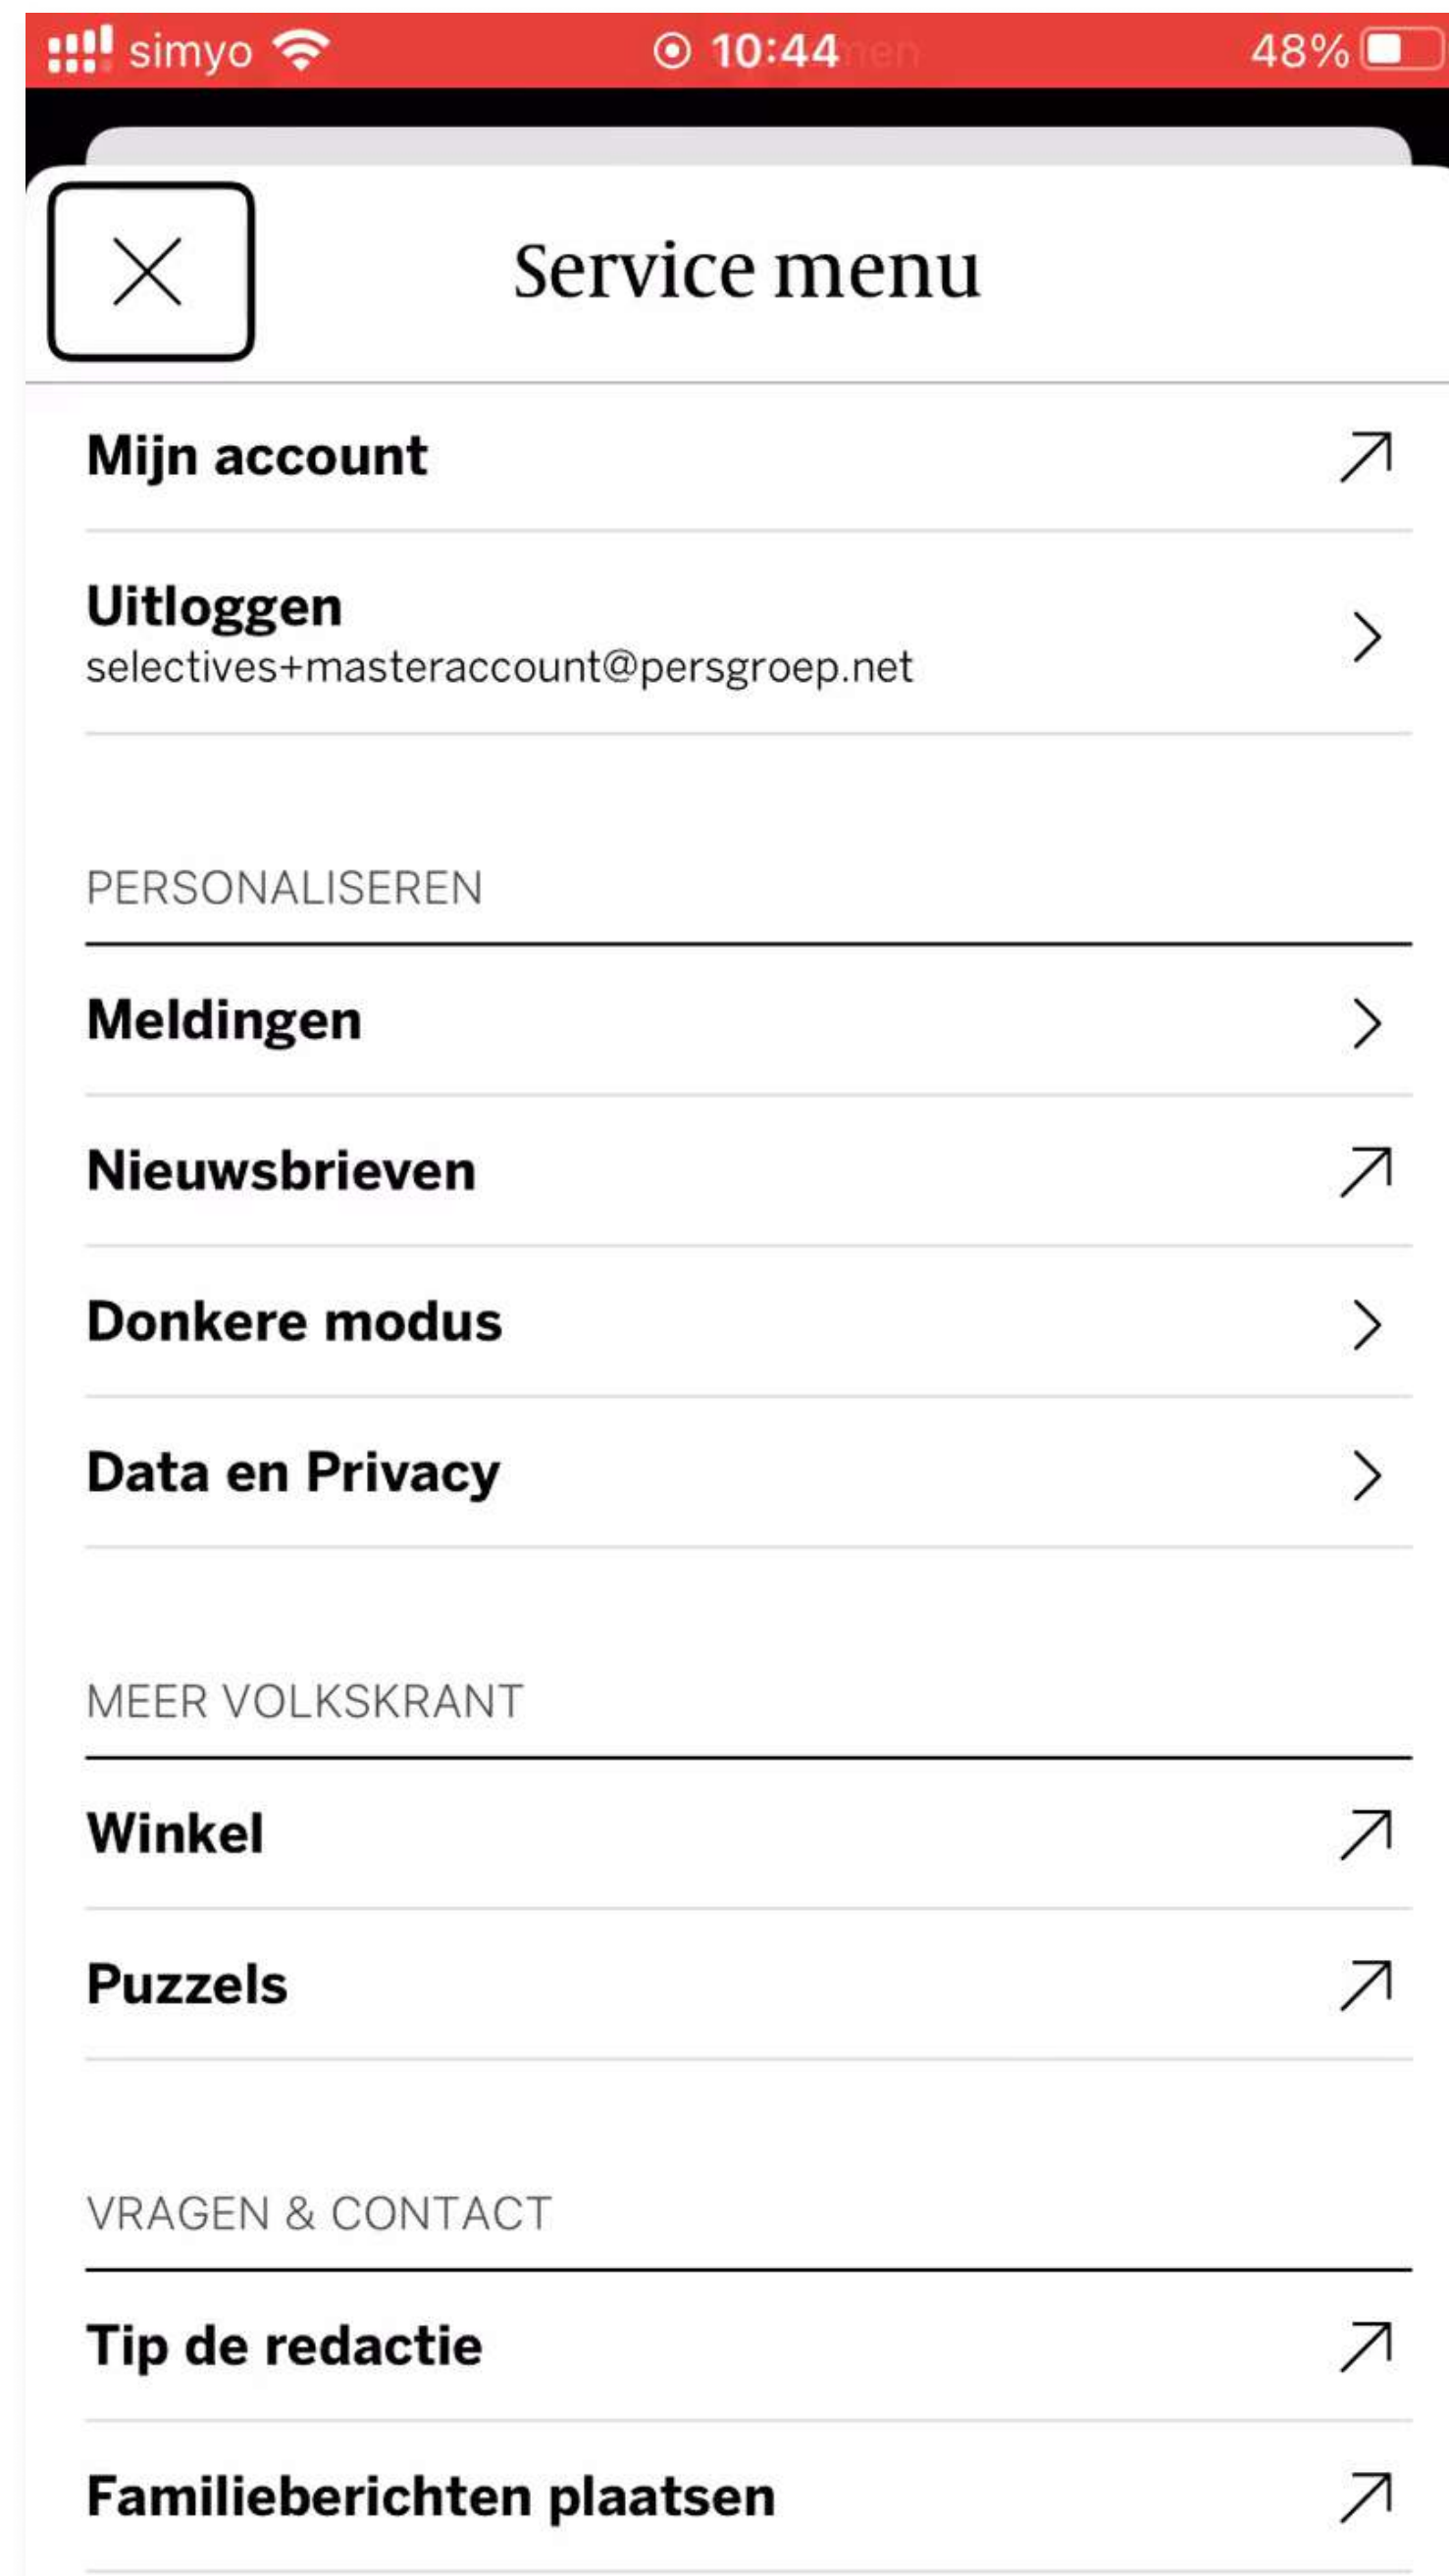 simyo
10:44
48%
Service menu
Mijn account
Uitloggen
selectives+masteraccount@persgroep.net
PERSONALISEREN
Meldingen
Nieuwsbrieven
Donkere modus
Data en Privacy
MEER VOLKSKRANT
Winkel
Puzzels
VRAGEN & CONTACT
Tip de redactie
Familieberichten plaatsen